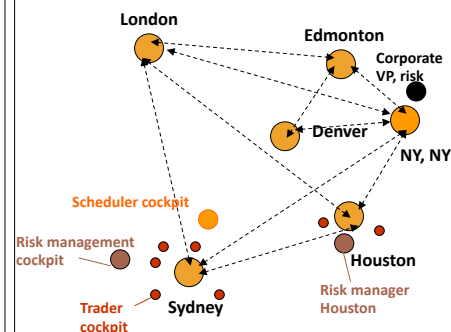 London
Edmonton
Corporate
VP, risk
Denver
NY, NY
Scheduler cockpit
Risk management
cockpit
Houston
Risk manager
Houston
Trader
cockpit
Sydney